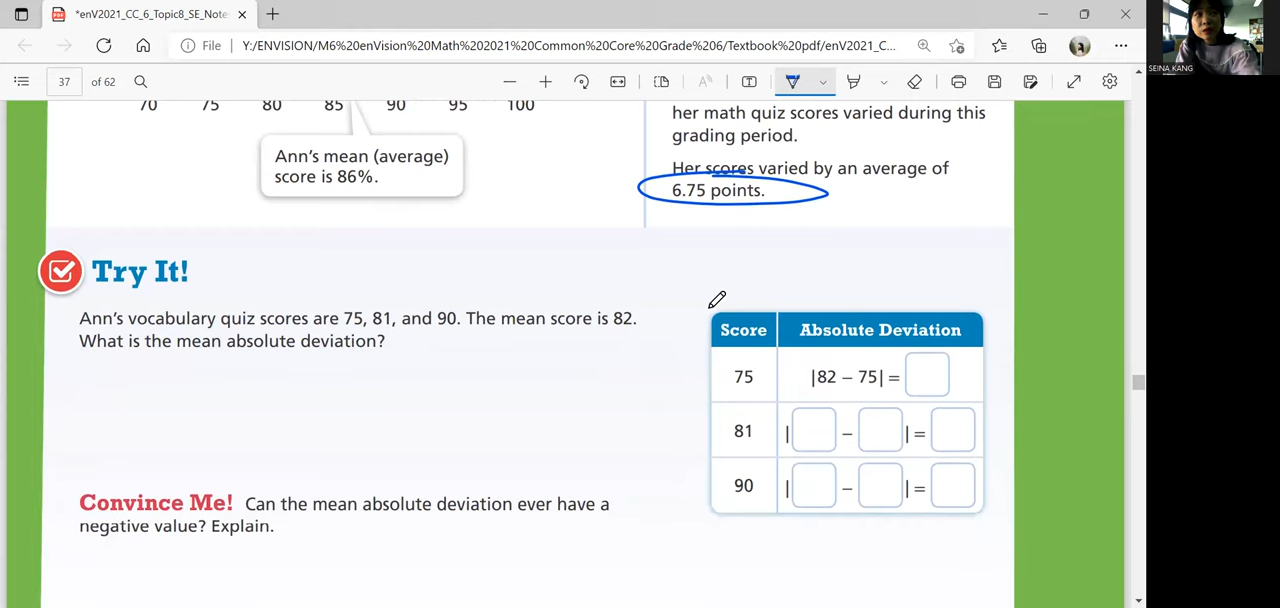 *enV2021_CC_6_Topic8_SE_Note
File
Y:/ENVISION/M6%20enVision%20Math%202021%20Common%20Core%20Grade%206/Textbook%20pdf/enV2021_C...
37 of 62
SEINA KANG
70 75 80 85 90 95 100
Ann's mean (average)
score is 86%.
her math quiz scores varied during this
grading period.
Her scores varied by an average of
6.75 points.
Try It!
Ann's vocabulary quiz scores are 75, 81, and 90. The mean score is 82.
What is the mean absolute deviation?
Score Absolute Deviation
75 |82 − 75| =
81 | − | =
90 | − | =
Convince Me! Can the mean absolute deviation ever have a
negative value? Explain.